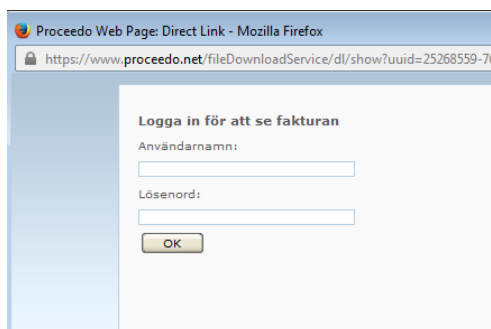 Proceedo Web Page: Direct Link - Mozilla Firefox
https://www.proceedo.net/fileDownloadService/dl/show?uuid=25268559-7
Logga in för att se fakturan
Användarnamn:
Lösenord:
OK